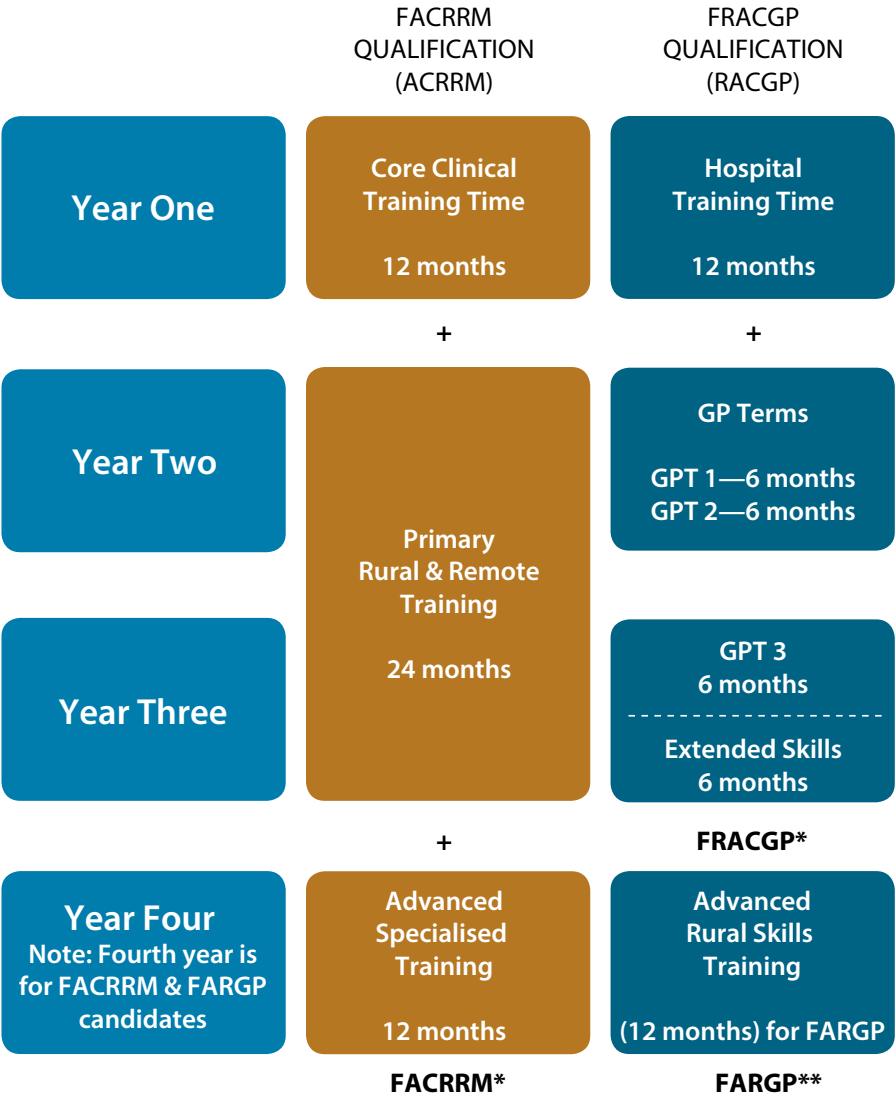 FACRRM
QUALIFICATION
(ACRRM)
FRACGP
QUALIFICATION
(RACGP)
Year One
Core Clinical
Training Time
12 months
Hospital
Training Time
12 months
+
+
Year Two
Primary
Rural & Remote
Training
24 months
GP Terms
GPT 1—6 months
GPT 2—6 months
Year Three
GPT 3
6 months
Extended Skills
6 months
+
FRACGP*
Year Four
Note: Fourth year is
for FACRRM & FARGP
candidates
Advanced
Specialised
Training
12 months
Advanced
Rural Skills
Training
(12 months) for FARGP
FACRRM*
FARGP**